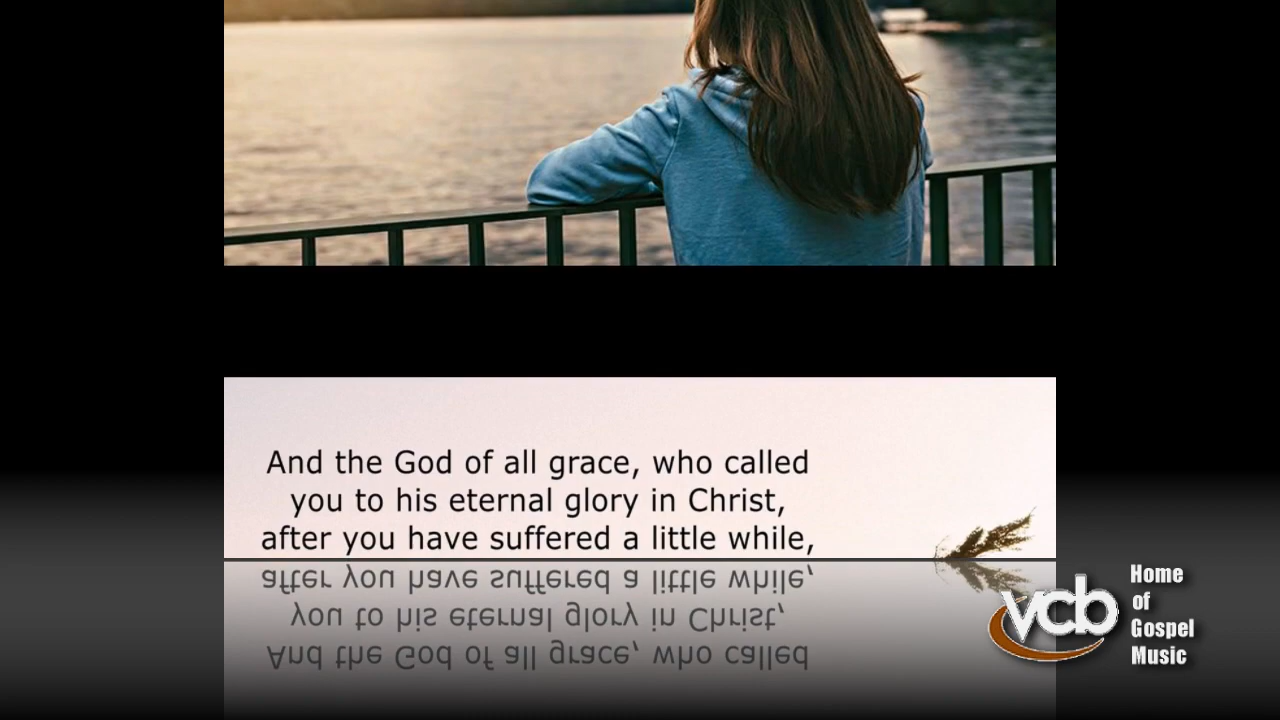 And the God of all grace, who called
you to his eternal glory in Christ,
after you have suffered a little while,
after you have suffered a little while,
you to his eternal glory in Christ,
And the God of all grace, who called
vcb
Home
of
Gospel
Music